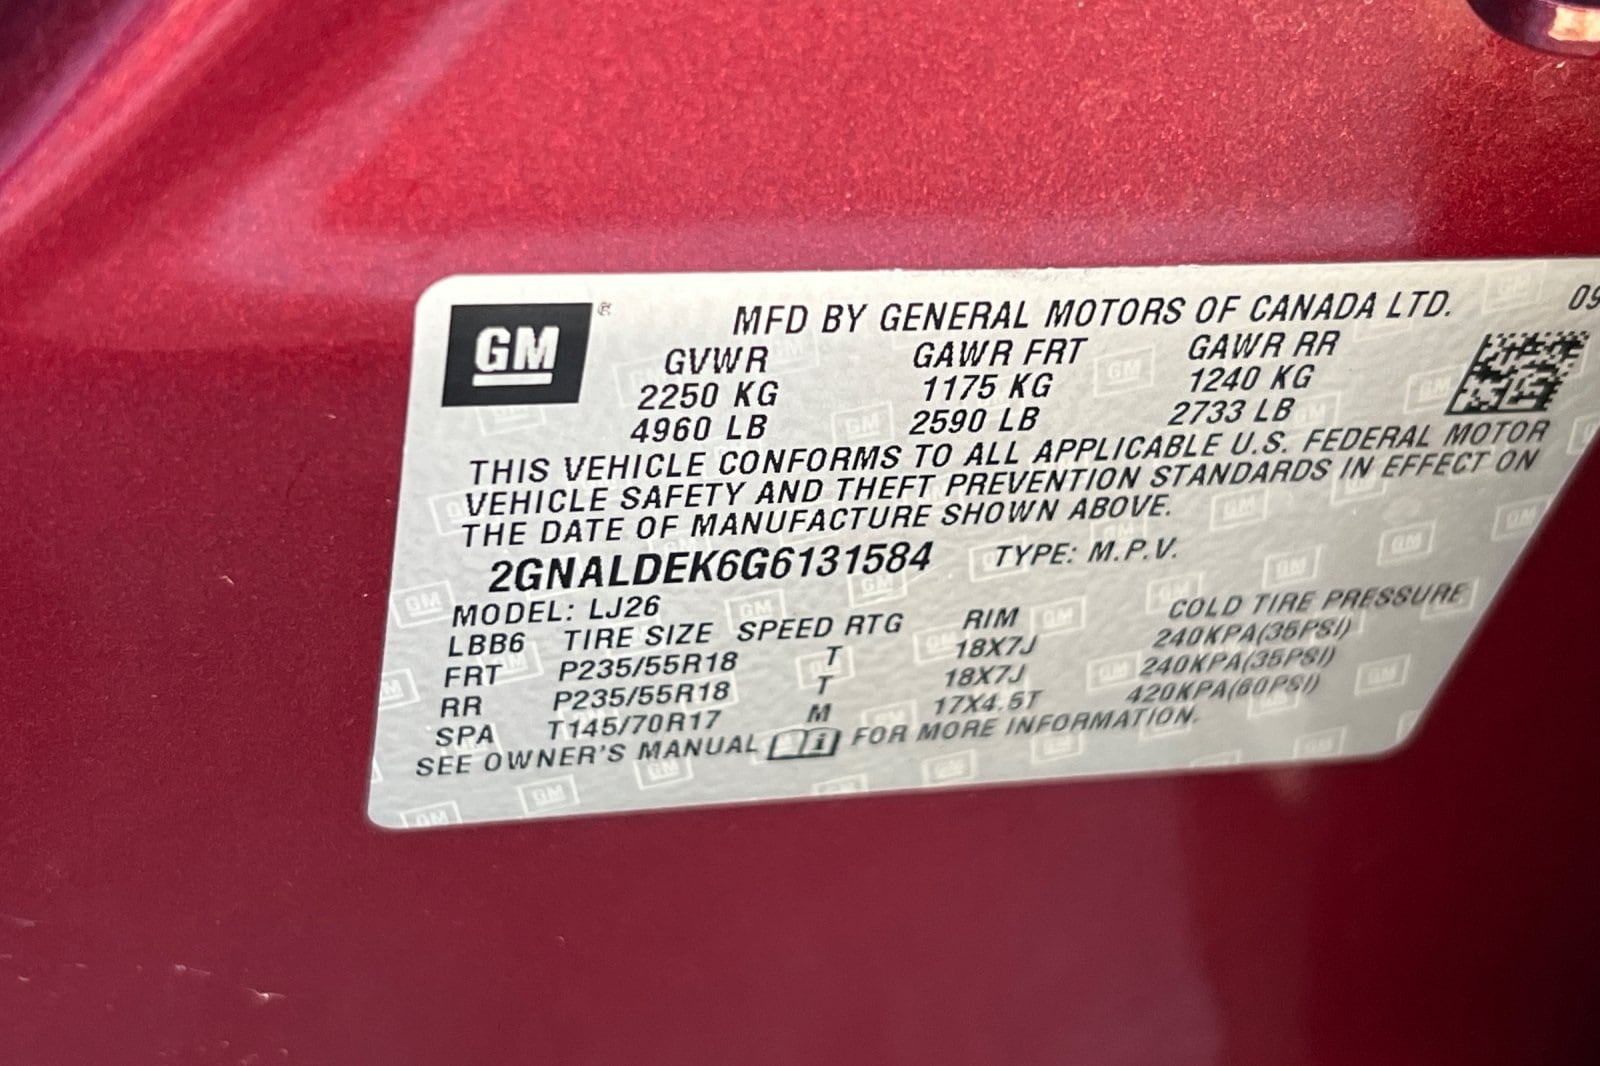 GM ® MFD BY GENERAL MOTORS OF CANADA LTD. 09
GVWR GAWR FRT GAWR RR
2250 KG 1175 KG 1240 KG
4960 LB 2590 LB 2733 LB
THIS VEHICLE CONFORMS TO ALL APPLICABLE U.S. FEDERAL MOTOR
VEHICLE SAFETY AND THEFT PREVENTION STANDARDS IN EFFECT ON
THE DATE OF MANUFACTURE SHOWN ABOVE.
2GNALDEK6G6131584 TYPE: M.P.V.
MODEL: LJ26
LBB6 TIRE SIZE SPEED RTG RIM COLD TIRE PRESSURE
FRT P235/55R18 T 18X7J 240KPA(35PSI)
RR P235/55R18 T 18X7J 240KPA(35PSI)
SPA T145/70R17 M 17X4.5T 420KPA(60PSI)
SEE OWNER'S MANUAL i FOR MORE INFORMATION.